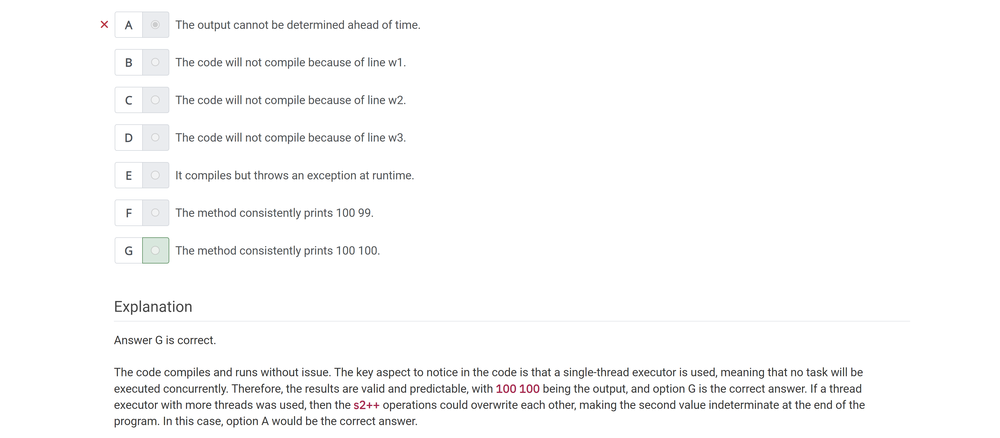 A The output cannot be determined ahead of time.
B The code will not compile because of line w1.
C The code will not compile because of line w2.
D The code will not compile because of line w3.
E It compiles but throws an exception at runtime.
F The method consistently prints 100 99.
G The method consistently prints 100 100.
Explanation
Answer G is correct.
The code compiles and runs without issue. The key aspect to notice in the code is that a single-thread executor is used, meaning that no task will be
executed concurrently. Therefore, the results are valid and predictable, with 100 100 being the output, and option G is the correct answer. If a thread
executor with more threads was used, then the s2++ operations could overwrite each other, making the second value indeterminate at the end of the
program. In this case, option A would be the correct answer.